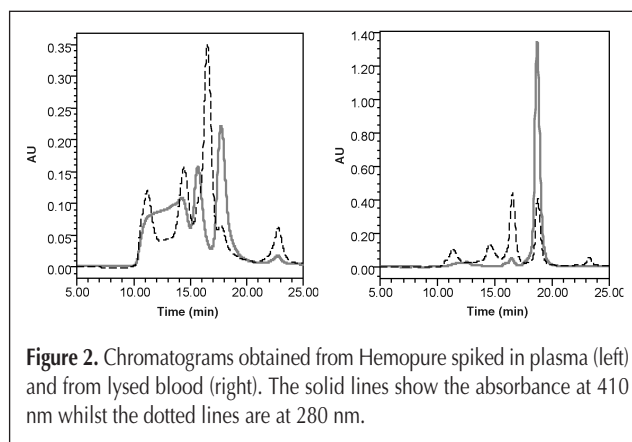 0.35
0.30
0.25
0.20
0.15
0.10
0.05
0.00
AU
5.00 10.00 15.00 20.00 25.00
Time (min)
1.40
1.20
1.00
0.80
0.60
0.40
0.20
0.00
AU
5.00 10.00 15.00 20.00 25.00
Time (min)
Figure 2. Chromatograms obtained from Hemopure spiked in plasma (left)
and from lysed blood (right). The solid lines show the absorbance at 410
nm whilst the dotted lines are at 280 nm.